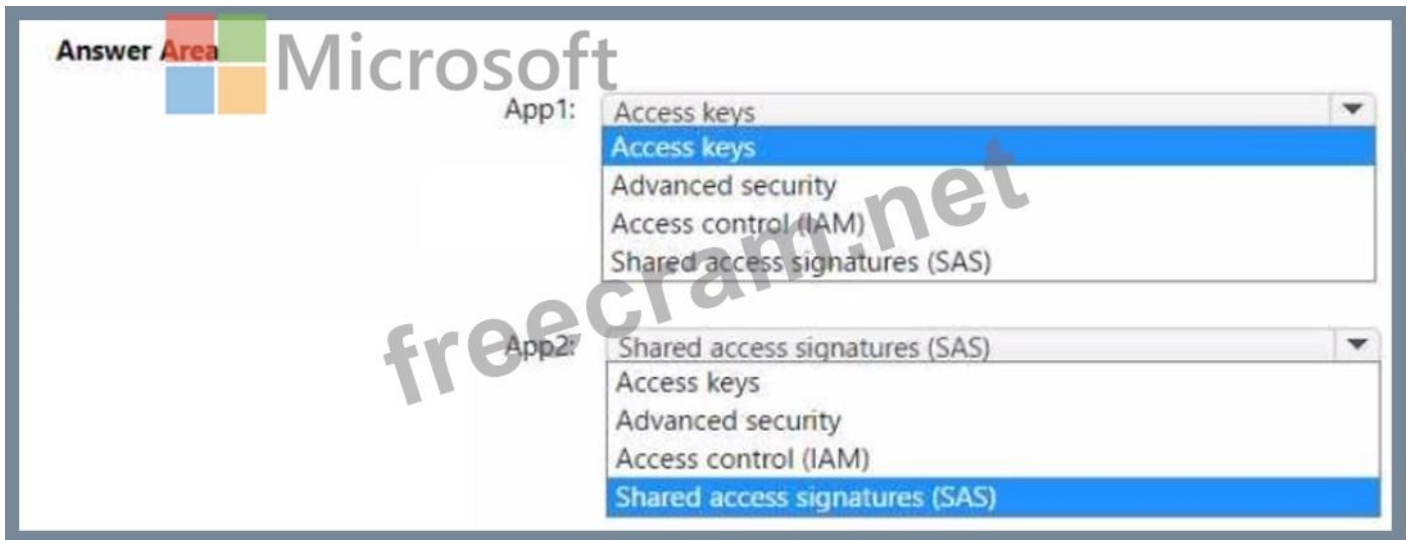 Answer Area
Microsoft
App1: Access keys
Access keys
Advanced security
Access control (IAM)
Shared access signatures (SAS)
freecram.net
App2: Shared access signatures (SAS)
Access keys
Advanced security
Access control (IAM)
Shared access signatures (SAS)